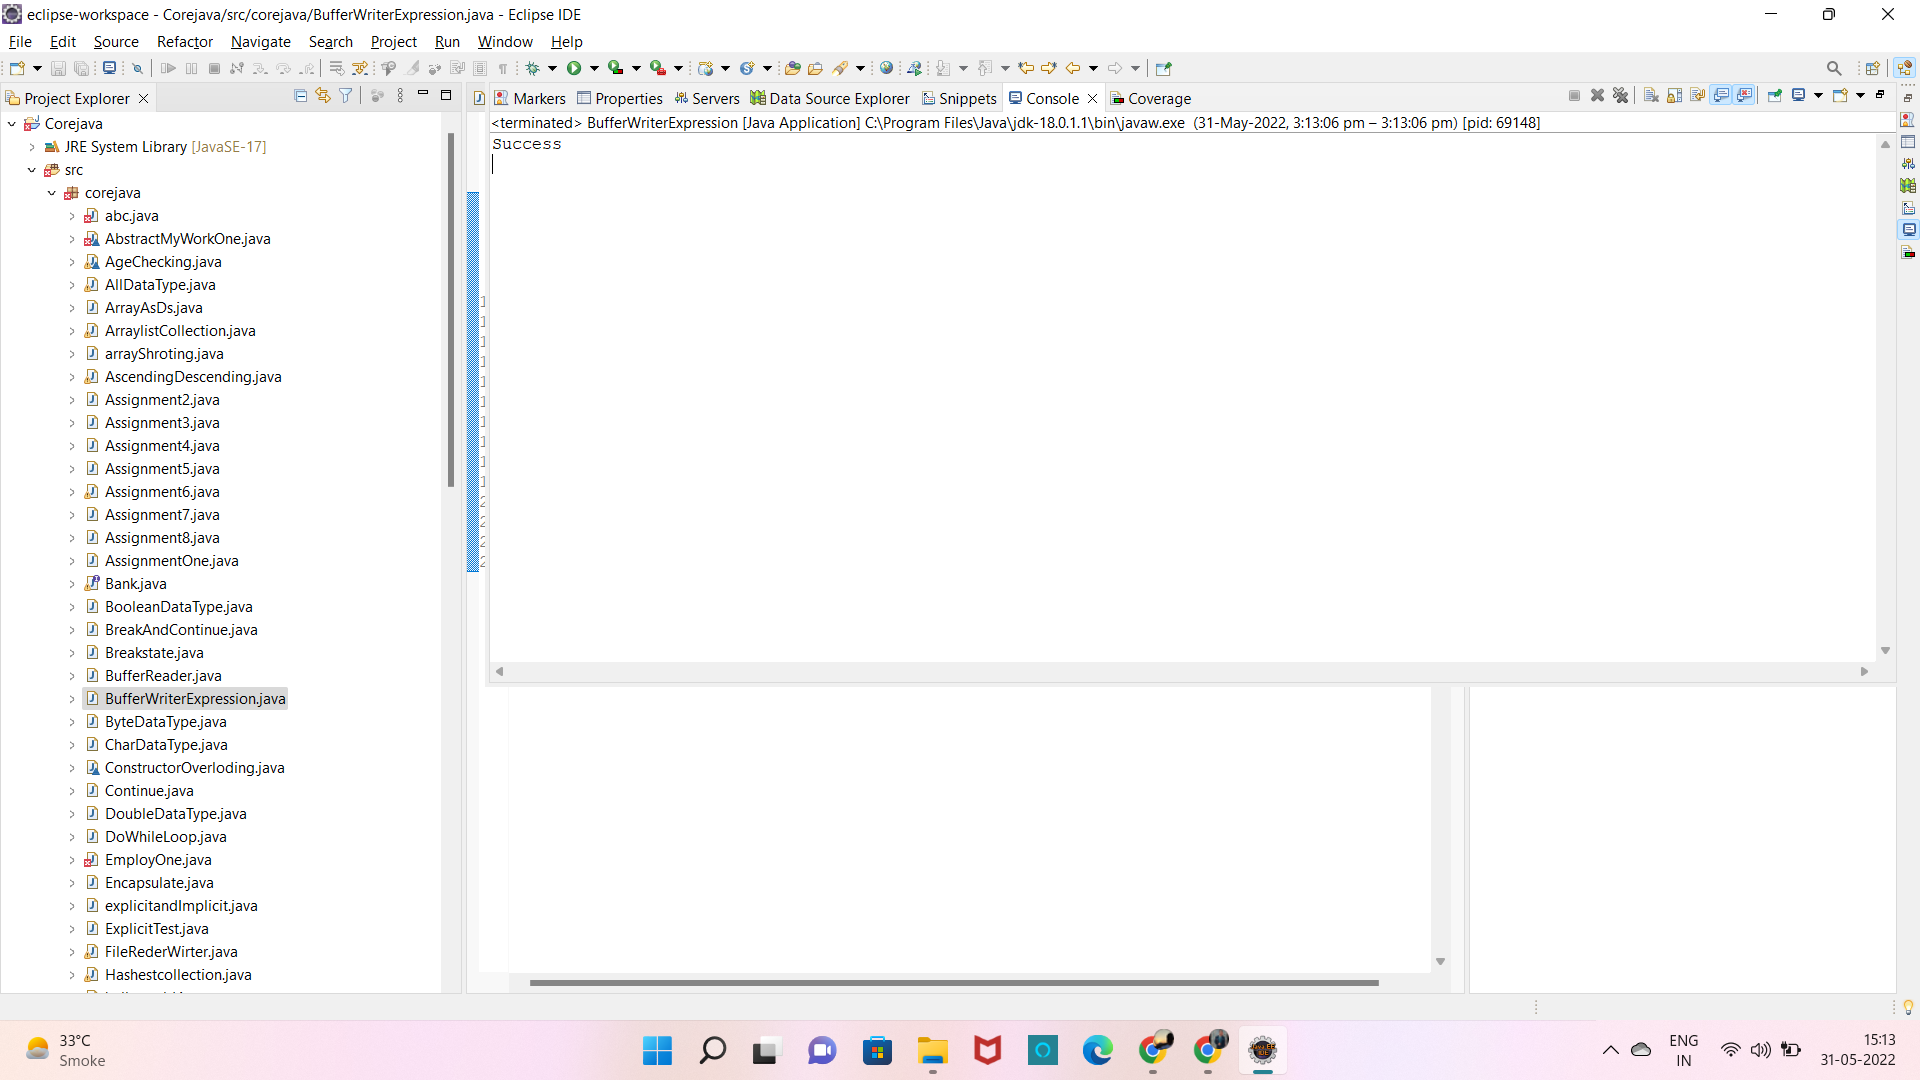 eclipse-workspace - Corejava/src/corejava/BufferWriterExpression.java - Eclipse IDE
File Edit Source Refactor Navigate Search Project Run Window Help
Project Explorer
Markers Properties Servers Data Source Explorer Snippets Console Coverage
<terminated> BufferWriterExpression [Java Application] C:\Program Files\Java\jdk-18.0.1.1\bin\javaw.exe (31-May-2022, 3:13:06 pm – 3:13:06 pm) [pid: 69148]
Success
Corejava
JRE System Library [JavaSE-17]
src
corejava
abc.java
AbstractMyWorkOne.java
AgeChecking.java
AllDataType.java
ArrayAsDs.java
ArraylistCollection.java
arrayShroting.java
AscendingDescending.java
Assignment2.java
Assignment3.java
Assignment4.java
Assignment5.java
Assignment6.java
Assignment7.java
Assignment8.java
AssignmentOne.java
Bank.java
BooleanDataType.java
BreakAndContinue.java
Breakstate.java
BufferReader.java
BufferWriterExpression.java
ByteDataType.java
CharDataType.java
ConstructorOverloding.java
Continue.java
DoubleDataType.java
DoWhileLoop.java
EmployOne.java
Encapsulate.java
explicitandImplicit.java
ExplicitTest.java
FileRederWirter.java
Hashestcollection.java
33°C
Smoke
ENG
IN
15:13
31-05-2022